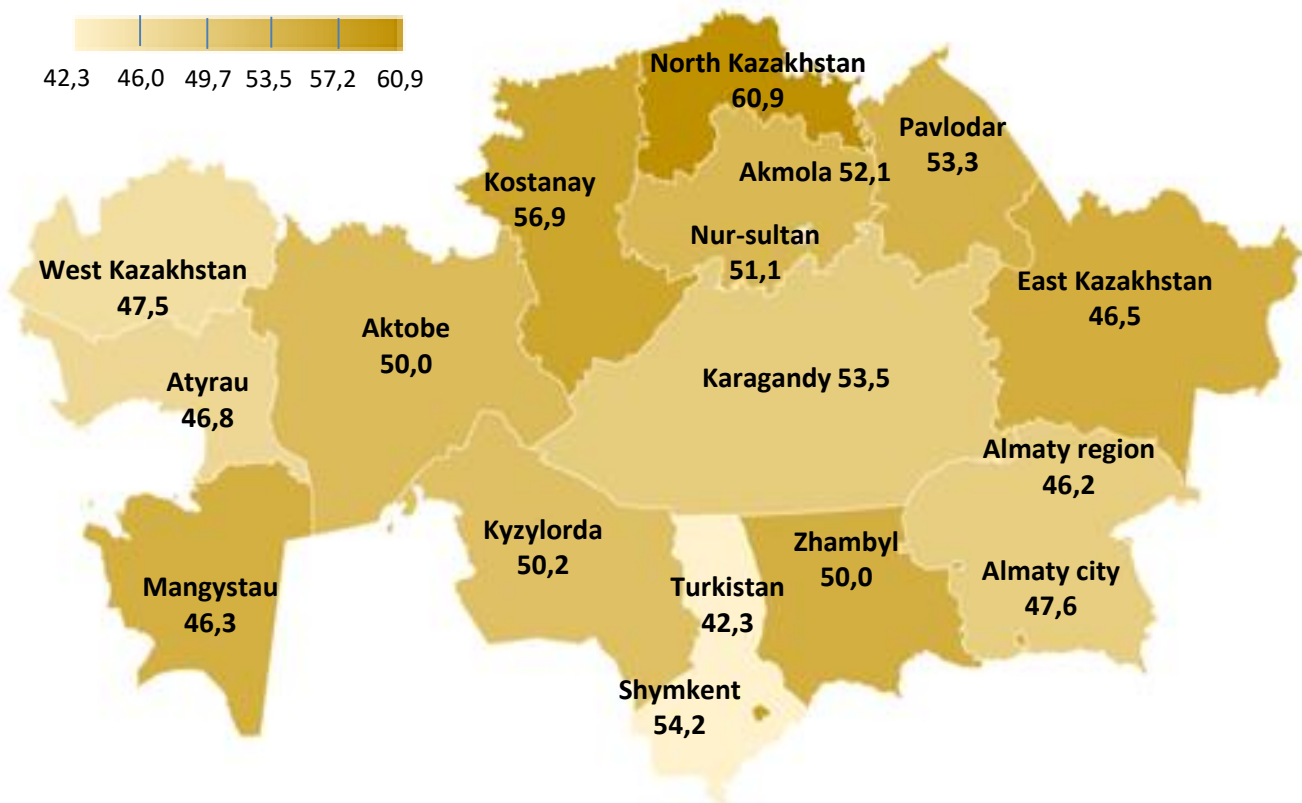 42,3 46,0 49,7 53,5 57,2 60,9
North Kazakhstan
60,9
Pavlodar
53,3
Akmola 52,1
Kostanay
56,9
Nur-sultan
51,1
West Kazakhstan
47,5
East Kazakhstan
46,5
Aktobe
50,0
Atyrau
46,8
Karagandy 53,5
Almaty region
46,2
Kyzylorda
50,2
Zhambyl
50,0
Mangystau
46,3
Turkistan
42,3
Almaty city
47,6
Shymkent
54,2